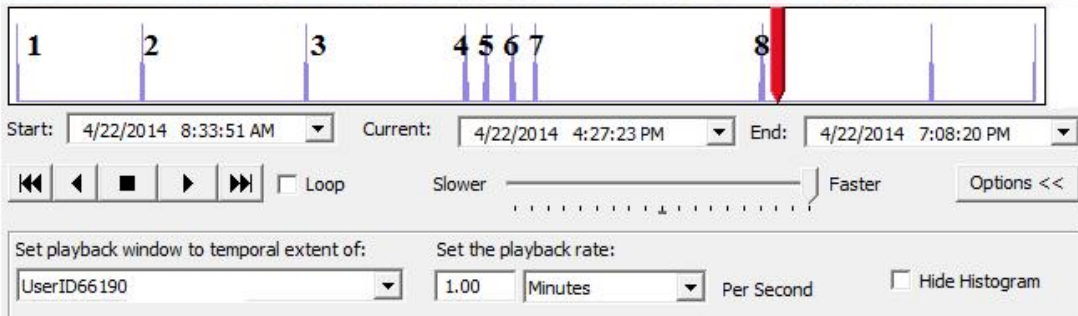 1 2 3 4 5 6 7 8
Start: 4/22/2014 8:33:51 AM Current: 4/22/2014 4:27:23 PM End: 4/22/2014 7:08:20 PM
Loop Slower Faster Options <<
Set playback window to temporal extent of: Set the playback rate:
UserID66190 1.00 Minutes Per Second Hide Histogram